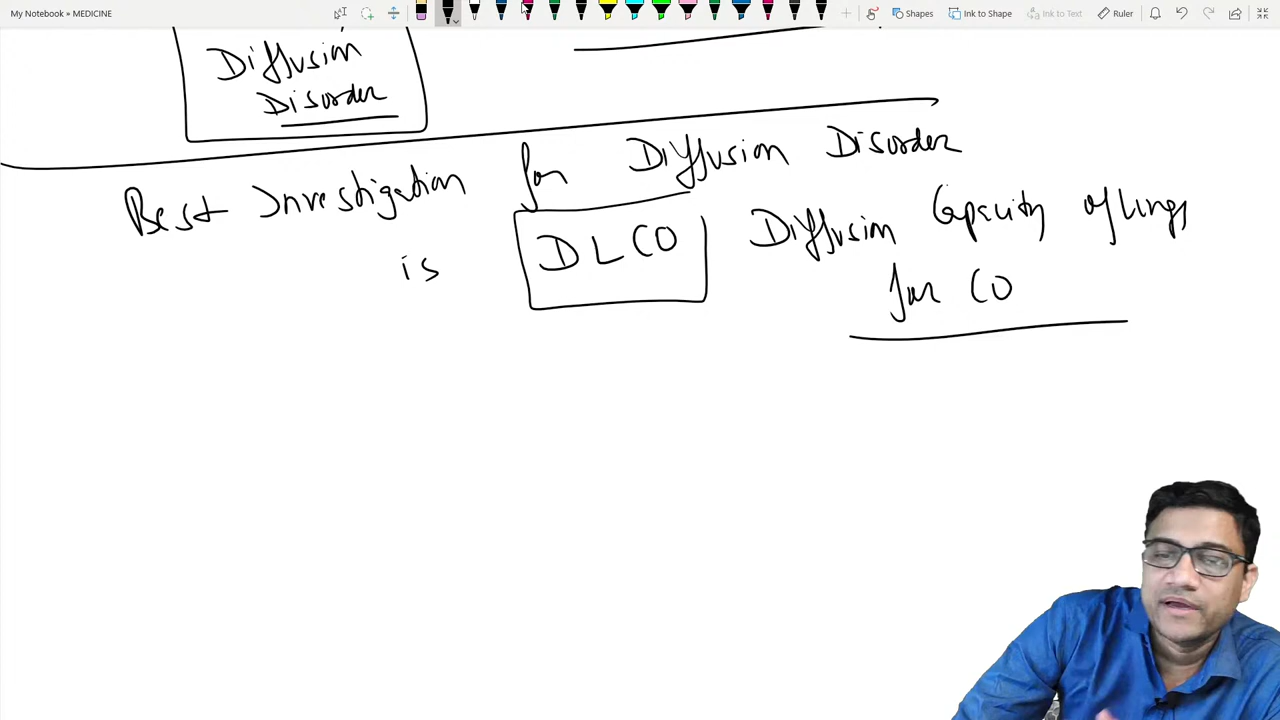 My Notebook » MEDICINE
Shapes
Ink to Shape
Ink to Text
Ruler
Diffusion
Disorder
Best Investigation for Diffusion Disorder
is DLCO Diffusion Capacity of lungs
for CO